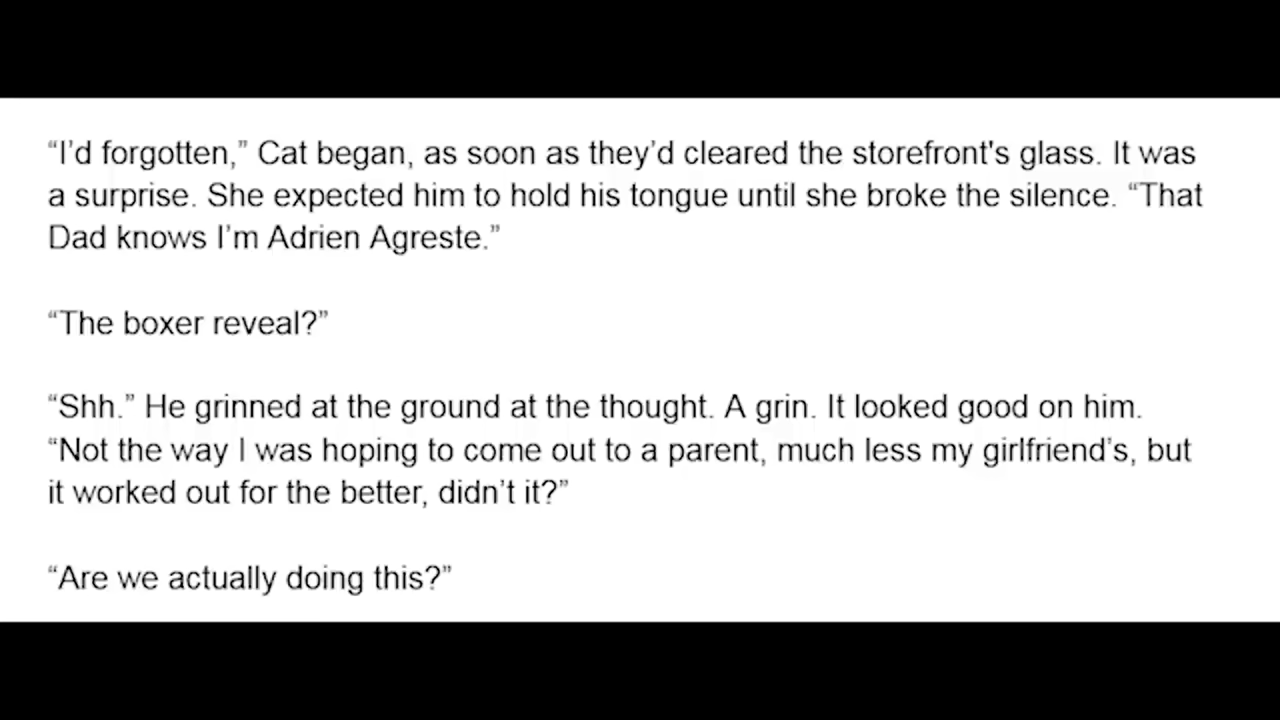 “I’d forgotten,” Cat began, as soon as they’d cleared the storefront's glass. It was
a surprise. She expected him to hold his tongue until she broke the silence. “That
Dad knows I’m Adrien Agreste.”
“The boxer reveal?”
“Shh.” He grinned at the ground at the thought. A grin. It looked good on him.
“Not the way I was hoping to come out to a parent, much less my girlfriend’s, but
it worked out for the better, didn’t it?”
“Are we actually doing this?”